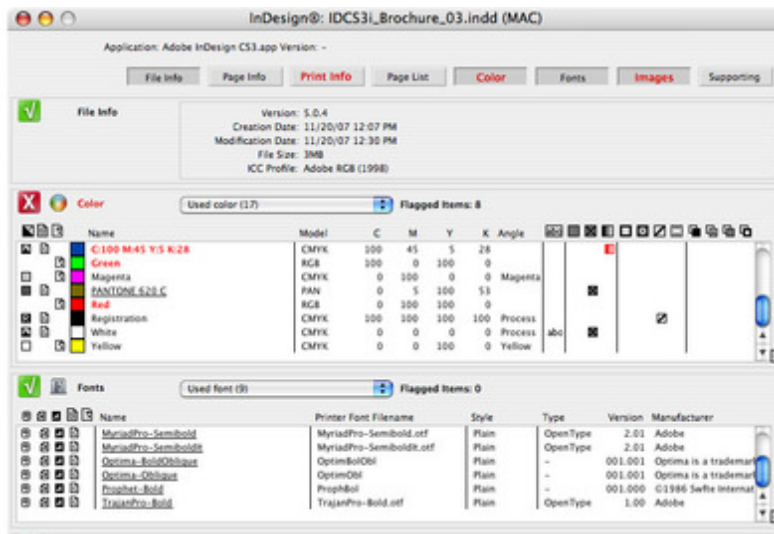 InDesign®: IDCS3i_Brochure_03.indd (MAC)
Application: Adobe InDesign CS3.app Version: -
File Info Page Info Print Info Page List Color Fonts Images Supporting
File Info
Version: 5.0.4
Creation Date: 11/20/07 12:07 PM
Modification Date: 11/20/07 12:30 PM
File Size: 3MB
ICC Profile: Adobe RGB (1998)
Color Used color (17) Flagged Items: 8
Name Model C M Y K Angle abc
C:100 M:45 Y:5 K:28 CMYK 100 45 5 28
Green RGB 100 0 100 0
Magenta CMYK 0 100 0 0 Magenta
PANTONE 620 C PAN 0 5 100 53
Red RGB 0 100 100 0
Registration CMYK 100 100 100 100 Process
White CMYK 0 0 0 0 Process abc
Yellow CMYK 0 0 100 0 Yellow
Fonts Used font (9) Flagged Items: 0
Name Printer Font Filename Style Type Version Manufacturer
MyriadPro-Semibold MyriadPro-Semibold.otf Plain OpenType 2.01 Adobe
MyriadPro-SemiboldIt MyriadPro-SemiboldIt.otf Plain OpenType 2.01 Adobe
Optima-BoldOblique OptimBolObl Plain - 001.001 Optima is a trademark
Optima-Oblique OptimObl Plain - 001.001 Optima is a trademark
Prophet-Bold ProphBol Plain - 001.000 ©1986 Swfte Internat
TrajanPro-Bold TrajanPro-Bold.otf Plain OpenType 1.00 Adobe